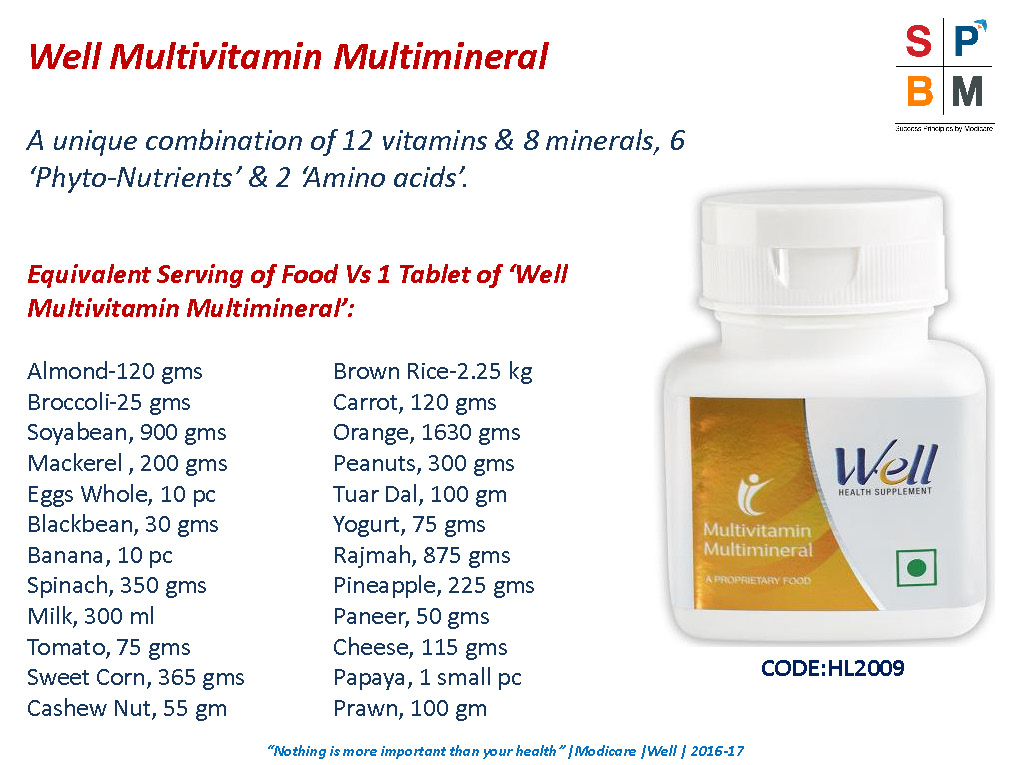 Well Multivitamin Multimineral
S P
B M
Success Principles by Modicare
A unique combination of 12 vitamins & 8 minerals, 6
‘Phyto-Nutrients’ & 2 ‘Amino acids’.
Equivalent Serving of Food Vs 1 Tablet of ‘Well
Multivitamin Multimineral’:
Almond-120 gms
Broccoli-25 gms
Soyabean, 900 gms
Mackerel , 200 gms
Eggs Whole, 10 pc
Blackbean, 30 gms
Banana, 10 pc
Spinach, 350 gms
Milk, 300 ml
Tomato, 75 gms
Sweet Corn, 365 gms
Cashew Nut, 55 gm
Brown Rice-2.25 kg
Carrot, 120 gms
Orange, 1630 gms
Peanuts, 300 gms
Tuar Dal, 100 gm
Yogurt, 75 gms
Rajmah, 875 gms
Pineapple, 225 gms
Paneer, 50 gms
Cheese, 115 gms
Papaya, 1 small pc
Prawn, 100 gm
Well
HEALTH SUPPLEMENT
Multivitamin
Multimineral
A PROPRIETARY FOOD
CODE:HL2009
“Nothing is more important than your health” |Modicare |Well | 2016-17